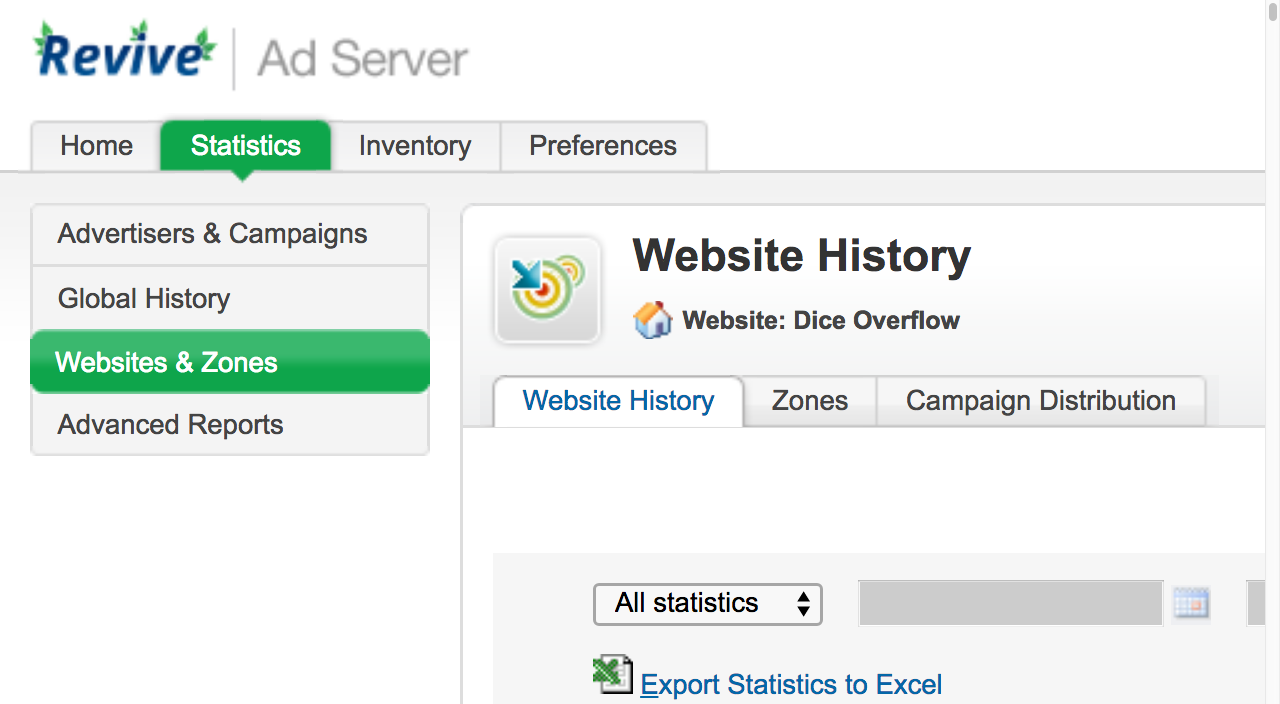 Revive Ad Server
Home Statistics Inventory Preferences
Advertisers & Campaigns
Global History
Websites & Zones
Advanced Reports
Website History
Website: Dice Overflow
Website History Zones Campaign Distribution
All statistics
Export Statistics to Excel